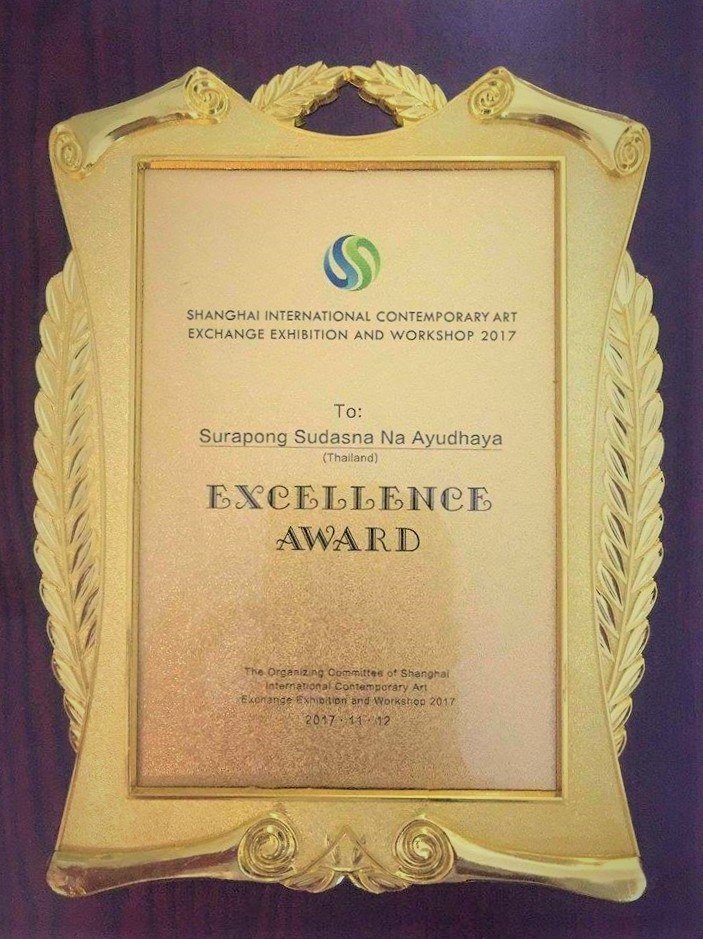 SHANGHAI INTERNATIONAL CONTEMPORARY ART
EXCHANGE EXHIBITION AND WORKSHOP 2017
To:
Surapong Sudasna Na Ayudhaya
(Thailand)
EXCELLENCE
AWARD
The Organizing Committee of Shanghai
International Contemporary Art
Exchange Exhibition and Workshop 2017
2017·11·12